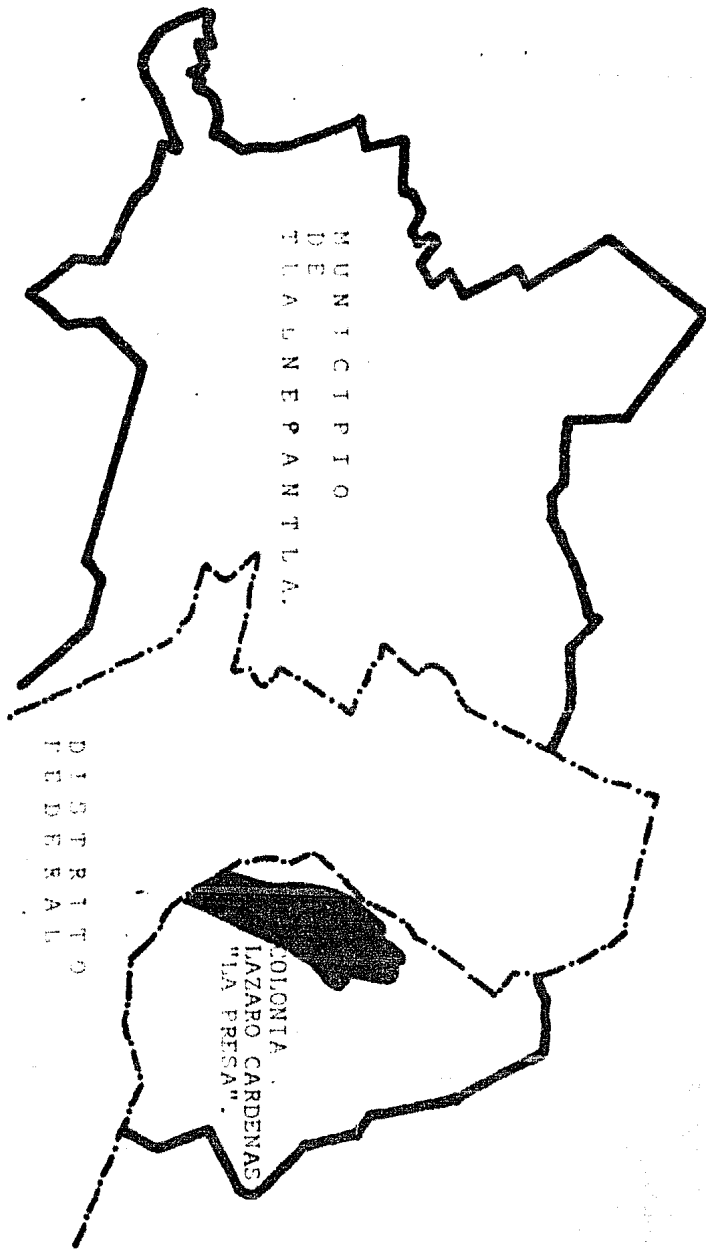 MUNICIPIO
DE
TLALNEPANTLA.
DISTRITO
FEDERAL
COLONIA
LAZARO CARDENAS
"LA PRESA".